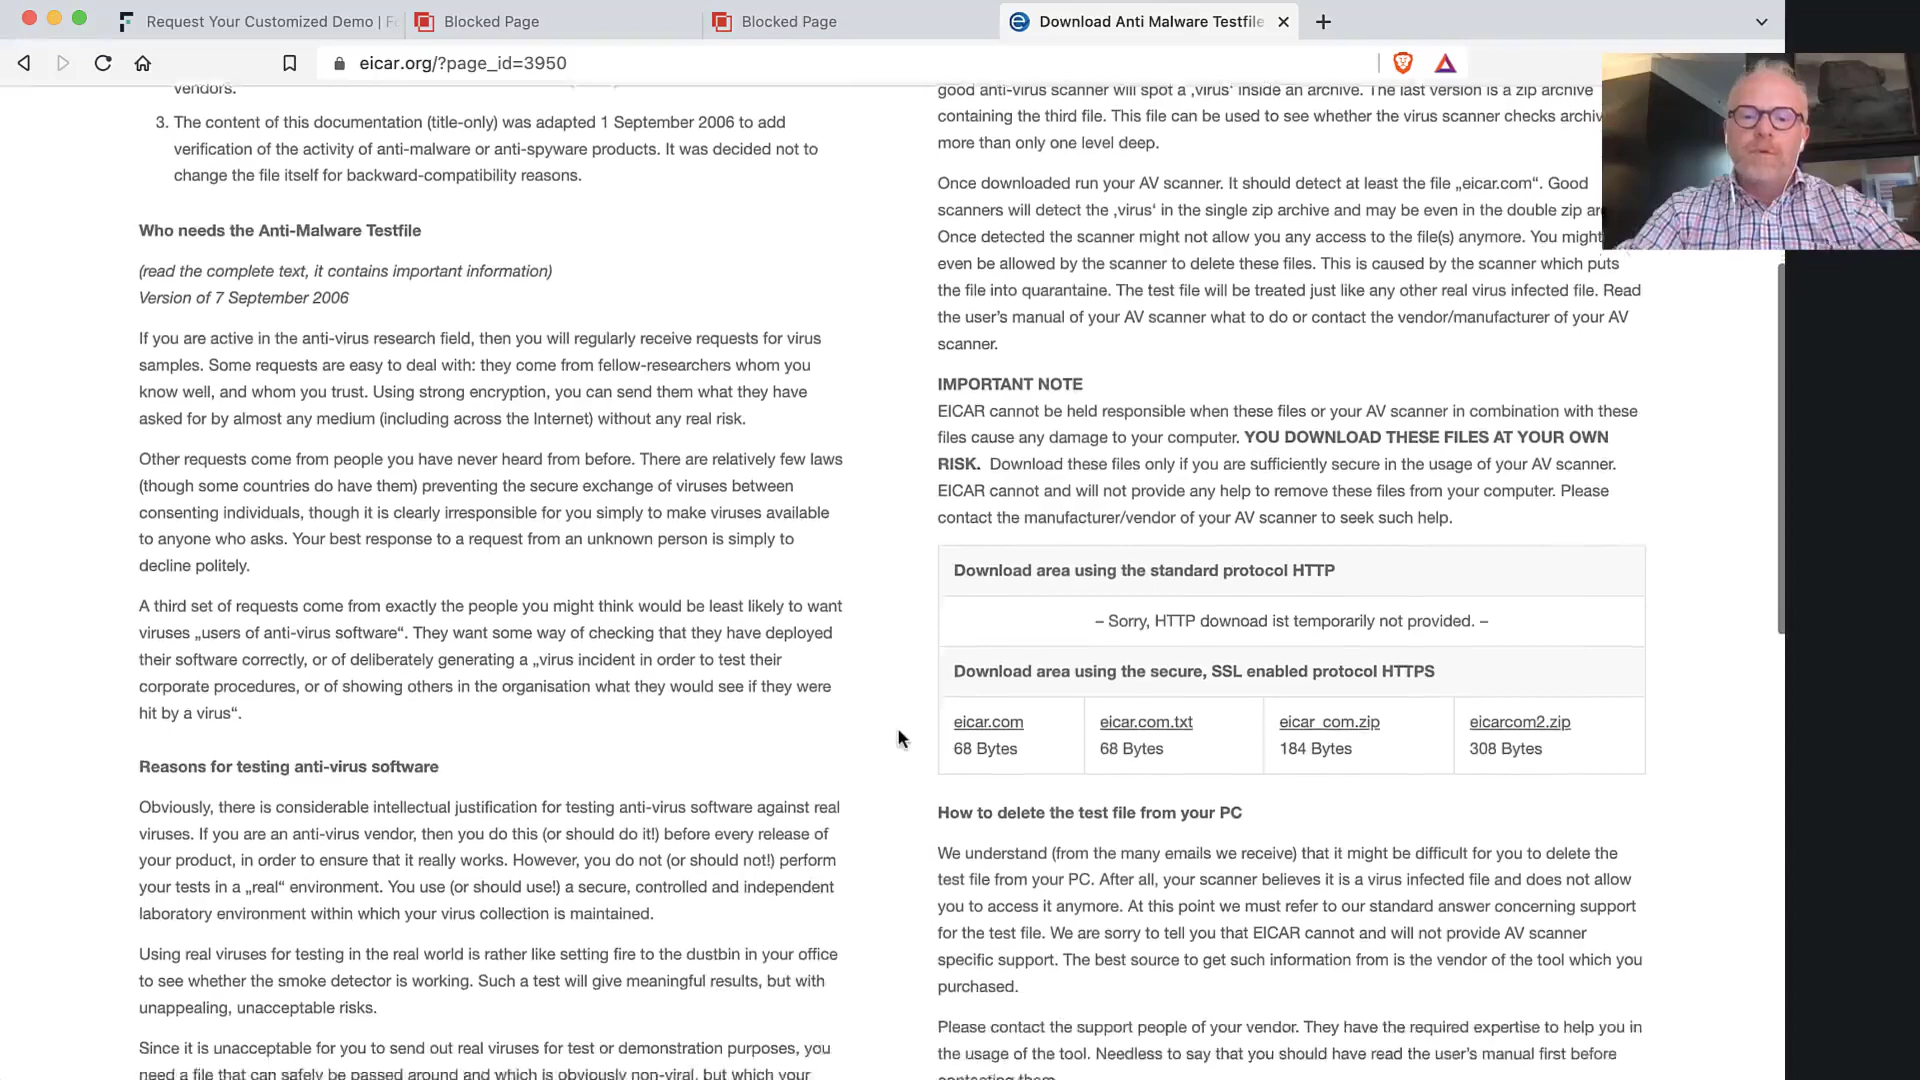 Request Your Customized Demo | F
Blocked Page
Blocked Page
Download Anti Malware Testfile
eicar.org/?page_id=3950
vendors.
3. The content of this documentation (title-only) was adapted 1 September 2006 to add
verification of the activity of anti-malware or anti-spyware products. It was decided not to
change the file itself for backward-compatibility reasons.
Who needs the Anti-Malware Testfile
(read the complete text, it contains important information)
Version of 7 September 2006
If you are active in the anti-virus research field, then you will regularly receive requests for virus
samples. Some requests are easy to deal with: they come from fellow-researchers whom you
know well, and whom you trust. Using strong encryption, you can send them what they have
asked for by almost any medium (including across the Internet) without any real risk.
Other requests come from people you have never heard from before. There are relatively few laws
(though some countries do have them) preventing the secure exchange of viruses between
consenting individuals, though it is clearly irresponsible for you simply to make viruses available
to anyone who asks. Your best response to a request from an unknown person is simply to
decline politely.
A third set of requests come from exactly the people you might think would be least likely to want
viruses „users of anti-virus software“. They want some way of checking that they have deployed
their software correctly, or of deliberately generating a „virus incident in order to test their
corporate procedures, or of showing others in the organisation what they would see if they were
hit by a virus“.
Reasons for testing anti-virus software
Obviously, there is considerable intellectual justification for testing anti-virus software against real
viruses. If you are an anti-virus vendor, then you do this (or should do it!) before every release of
your product, in order to ensure that it really works. However, you do not (or should not!) perform
your tests in a „real“ environment. You use (or should use!) a secure, controlled and independent
laboratory environment within which your virus collection is maintained.
Using real viruses for testing in the real world is rather like setting fire to the dustbin in your office
to see whether the smoke detector is working. Such a test will give meaningful results, but with
unappealing, unacceptable risks.
Since it is unacceptable for you to send out real viruses for test or demonstration purposes, you
need a file that can safely be passed around and which is obviously non-viral, but which your
good anti-virus scanner will spot a ‚virus‘ inside an archive. The last version is a zip archive
containing the third file. This file can be used to see whether the virus scanner checks archiv
more than only one level deep.
Once downloaded run your AV scanner. It should detect at least the file „eicar.com“. Good
scanners will detect the ‚virus‘ in the single zip archive and may be even in the double zip ar
Once detected the scanner might not allow you any access to the file(s) anymore. You might
even be allowed by the scanner to delete these files. This is caused by the scanner which puts
the file into quarantaine. The test file will be treated just like any other real virus infected file. Read
the user's manual of your AV scanner what to do or contact the vendor/manufacturer of your AV
scanner.
IMPORTANT NOTE
EICAR cannot be held responsible when these files or your AV scanner in combination with these
files cause any damage to your computer. YOU DOWNLOAD THESE FILES AT YOUR OWN
RISK. Download these files only if you are sufficiently secure in the usage of your AV scanner.
EICAR cannot and will not provide any help to remove these files from your computer. Please
contact the manufacturer/vendor of your AV scanner to seek such help.
Download area using the standard protocol HTTP
– Sorry, HTTP downoad ist temporarily not provided. –
Download area using the secure, SSL enabled protocol HTTPS
eicar.com eicar.com.txt eicar_com.zip eicarcom2.zip
68 Bytes 68 Bytes 184 Bytes 308 Bytes
How to delete the test file from your PC
We understand (from the many emails we receive) that it might be difficult for you to delete the
test file from your PC. After all, your scanner believes it is a virus infected file and does not allow
you to access it anymore. At this point we must refer to our standard answer concerning support
for the test file. We are sorry to tell you that EICAR cannot and will not provide AV scanner
specific support. The best source to get such information from is the vendor of the tool which you
purchased.
Please contact the support people of your vendor. They have the required expertise to help you in
the usage of the tool. Needless to say that you should have read the user's manual first before
contacting them.